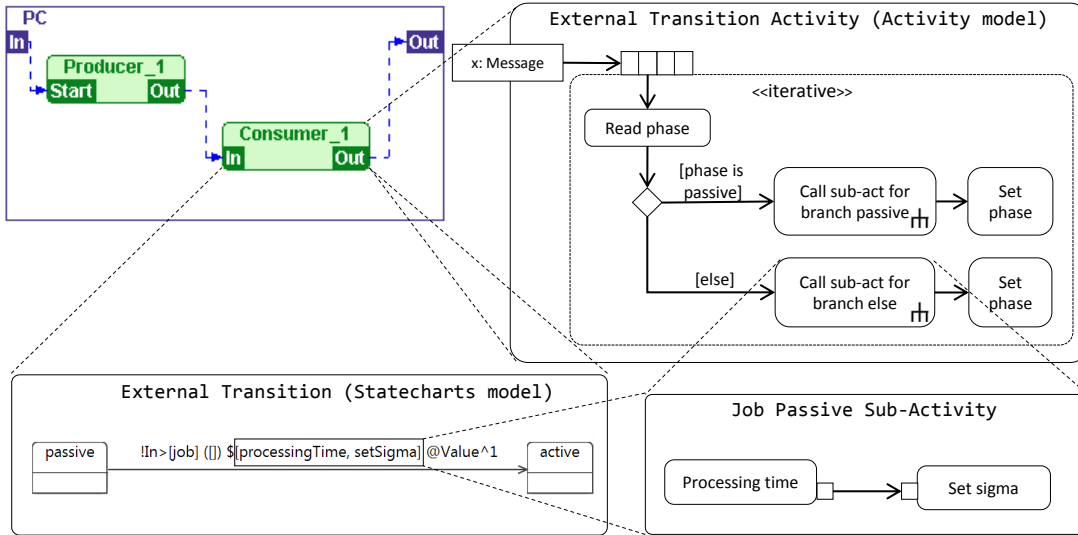 PC
In
Out
Producer_1
Start
Out
Consumer_1
In
Out
External Transition Activity (Activity model)
x: Message
<<iterative>>
Read phase
[phase is
passive]
Call sub-act for
branch passive
Set
phase
[else]
Call sub-act for
branch else
Set
phase
External Transition (Statecharts model)
passive
!In>[job] ([]) $[processingTime, setSigma] @Value^1
active
Job Passive Sub-Activity
Processing time
Set sigma